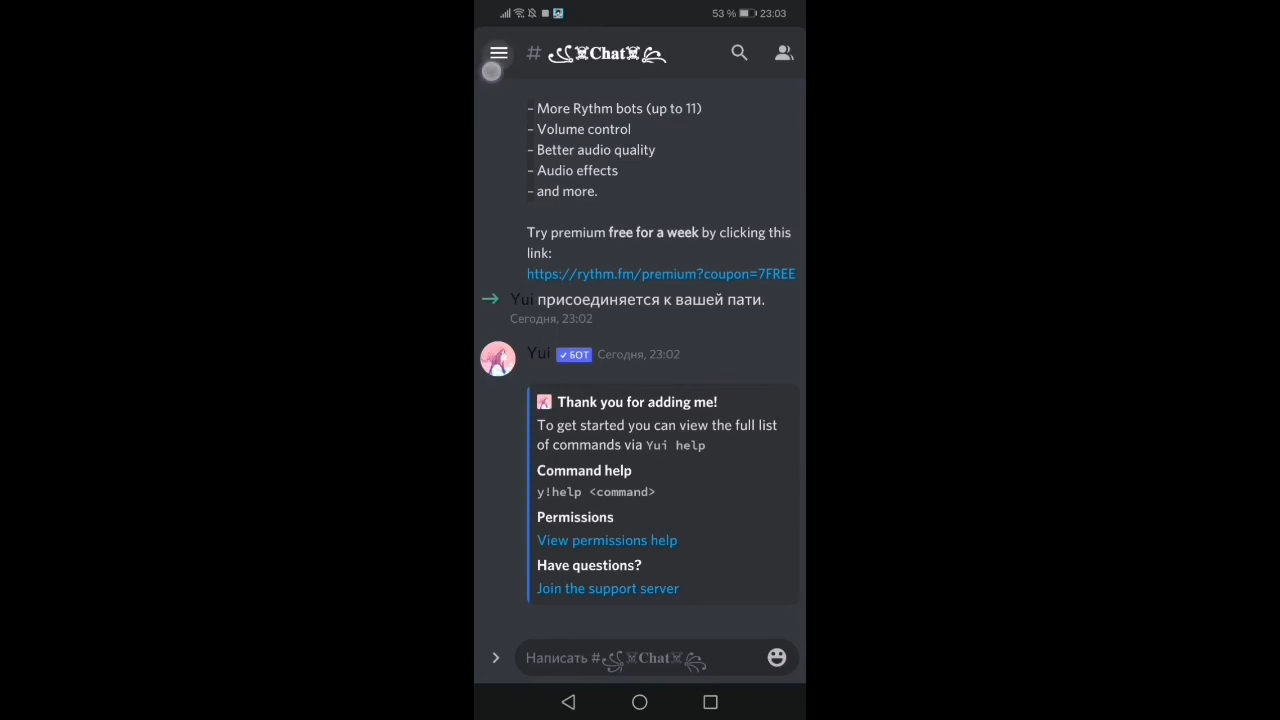 53 % 23:03
# ꧁☠Chat☠꧂
– More Rythm bots (up to 11)
– Volume control
– Better audio quality
– Audio effects
– and more.
Try premium free for a week by clicking this
link:
https://rythm.fm/premium?coupon=7FREE
Yui присоединяется к вашей пати.
Сегодня, 23:02
Yui ✔ БОТ Сегодня, 23:02
Thank you for adding me!
To get started you can view the full list
of commands via Yui help
Command help
y!help <command>
Permissions
View permissions help
Have questions?
Join the support server
Написать #꧁☠Chat☠꧂